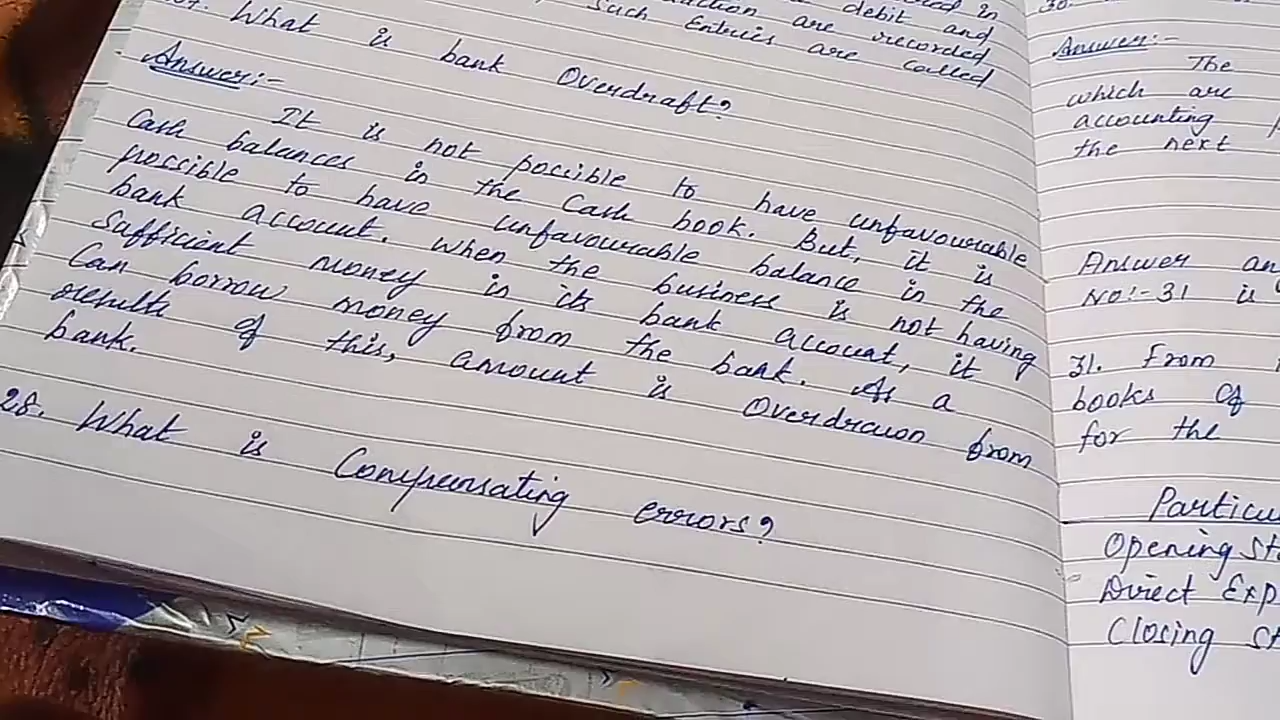 debit and
are recorded
Such Entries are called
What is bank Overdraft?
Answer:-
It is not possible to have unfavourable
Cash balances in the Cash book. But, it is
possible to have unfavourable balance in the
bank account. When the business is not having
Sufficient money in its bank account, it
Can borrow money from the bank. As a
result of this, amount is Overdrawn from
bank.
28. What is Compensating errors?
30.
Answer:-
The
which are
accounting
the next
Answer
No:-31 is
31. From
books Of
for the
Particu
Opening St
Direct Exp
Closing St